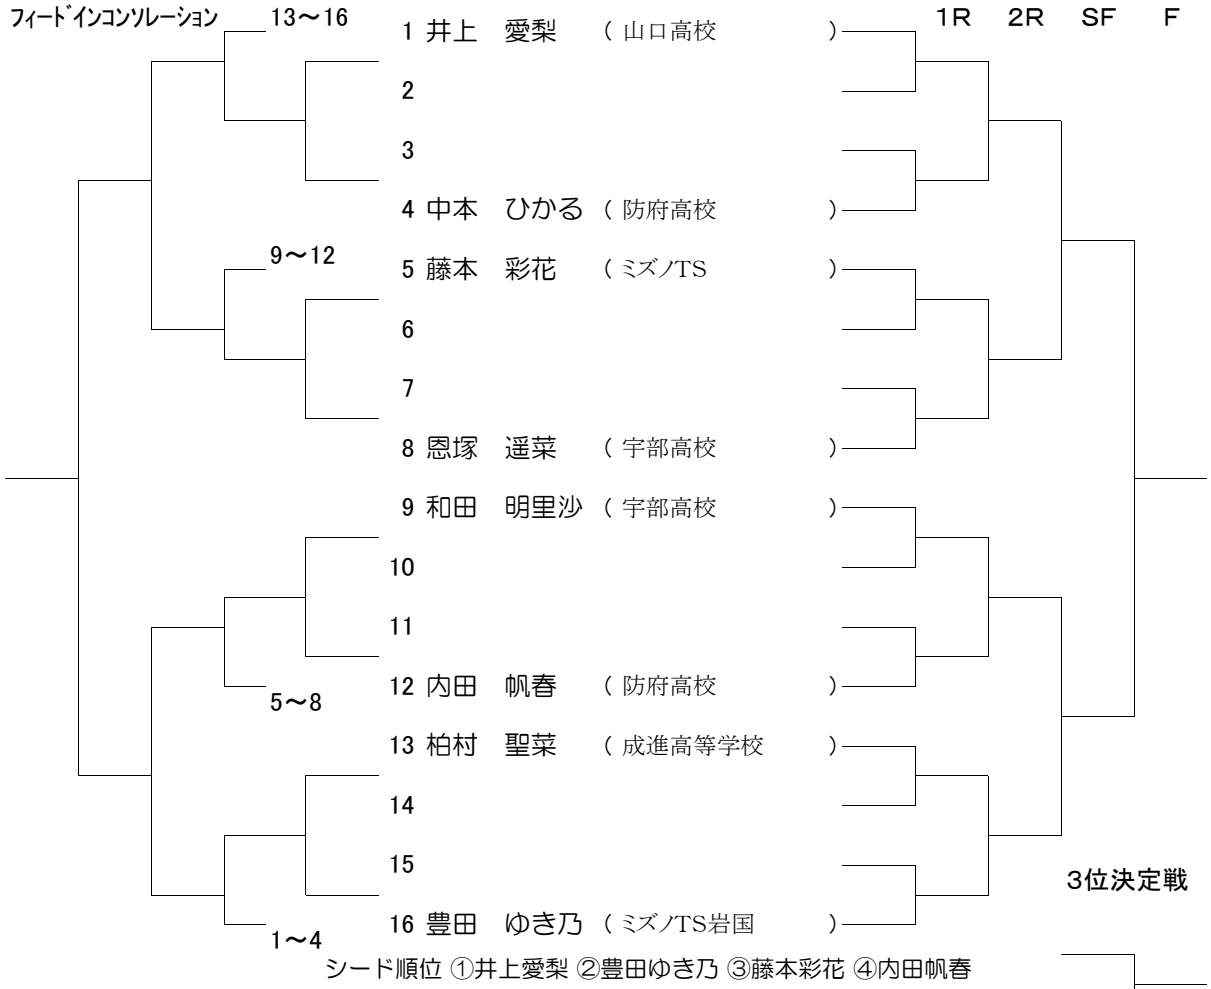 フィードインコンソレーション 13～16 1R 2R SF F
1 井上 愛梨 ( 山口高校 )
2
3
4 中本 ひかる ( 防府高校 )
9～12
5 藤本 彩花 ( ミズノTS )
6
7
8 恩塚 遥菜 ( 宇部高校 )
9 和田 明里沙 ( 宇部高校 )
10
11
12 内田 帆春 ( 防府高校 )
5～8
13 柏村 聖菜 ( 成進高等学校 )
14
15
3位決定戦
16 豊田 ゆき乃 ( ミズノTS岩国 )
1～4
シード順位 ①井上愛梨 ②豊田ゆき乃 ③藤本彩花 ④内田帆春